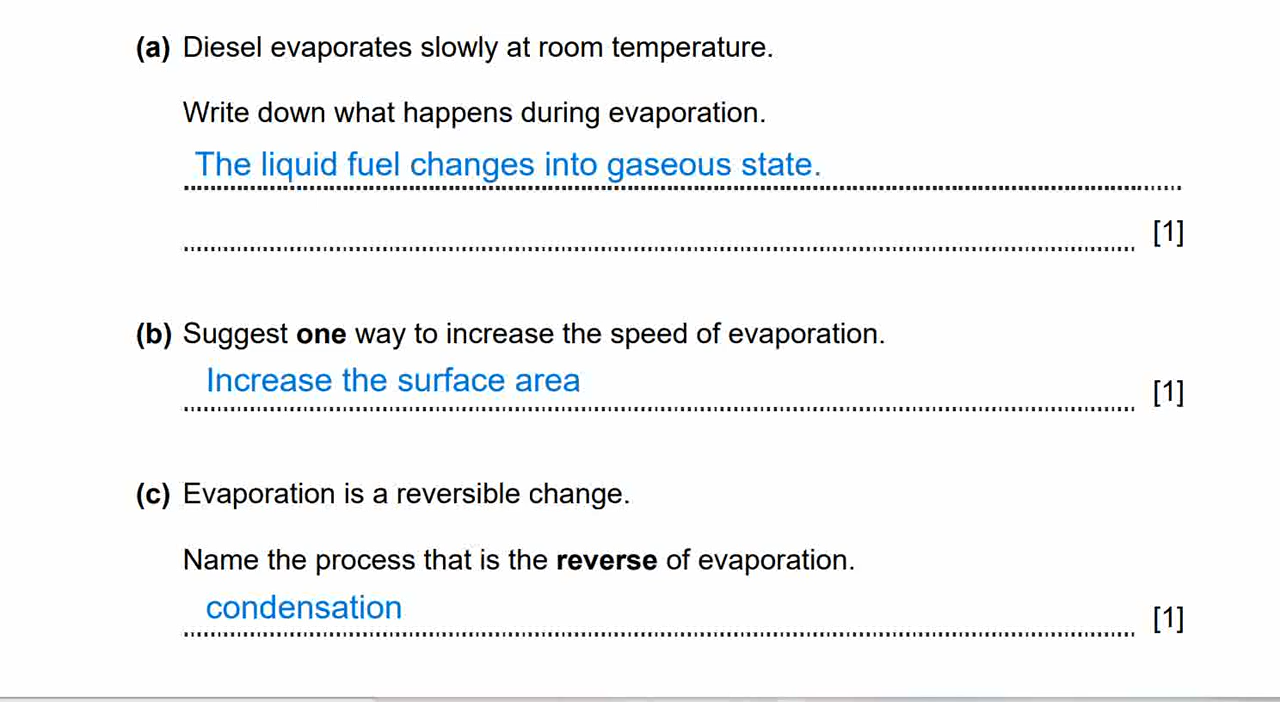 (a) Diesel evaporates slowly at room temperature.
Write down what happens during evaporation.
The liquid fuel changes into gaseous state.
[1]
(b) Suggest one way to increase the speed of evaporation.
Increase the surface area
[1]
(c) Evaporation is a reversible change.
Name the process that is the reverse of evaporation.
condensation
[1]